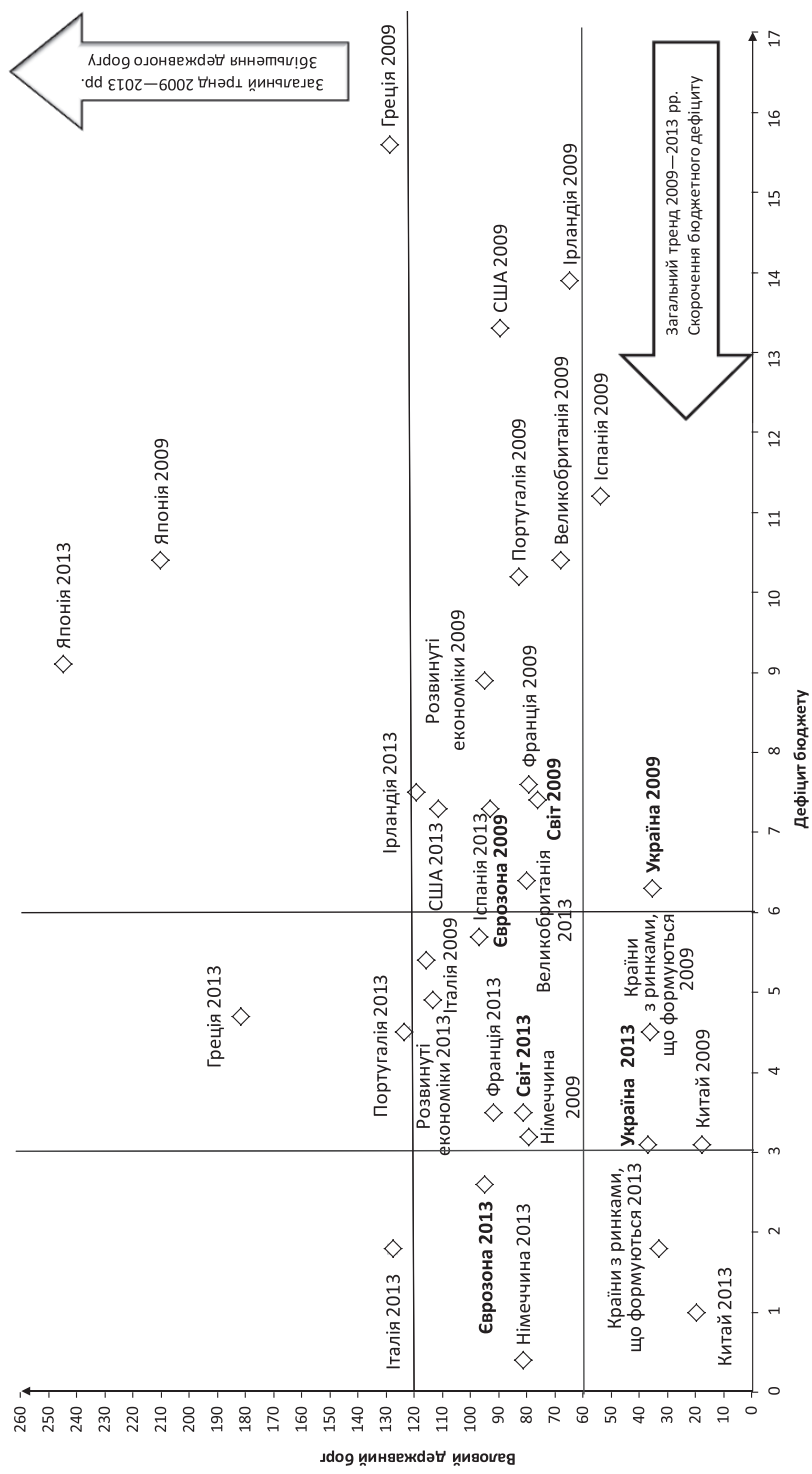 Валовий державний борг
260
250
240
230
220
210
200
190
180
170
160
150
140
130
120
110
100
90
80
70
60
50
40
30
20
10
0
Загальний тренд 2009—2013 рр.
Збільшення державного боргу
Японія 2013
Японія 2009
Греція 2013
Греція 2009
Італія 2013
Португалія 2013
Ірландія 2013
Розвинуті
економіки 2013
Італія 2009
США 2013
Розвинуті
економіки 2009
Іспанія 2013
Єврозона 2009
Єврозона 2013
Франція 2013
США 2009
Німеччина 2013
Світ 2013
Німеччина
2009
Великобританія
2013
Франція 2009
Світ 2009
Португалія 2009
Великобританія 2009
Ірландія 2009
Іспанія 2009
Країни з ринками,
що формуються 2013
Україна 2013
Країни
з ринками,
що формуються
2009
Україна 2009
Китай 2013
Китай 2009
Загальний тренд 2009—2013 рр.
Скорочення бюджетного дефіциту
0
1
2
3
4
5
6
7
8
9
10
11
12
13
14
15
16
17
Дефіцит бюджету